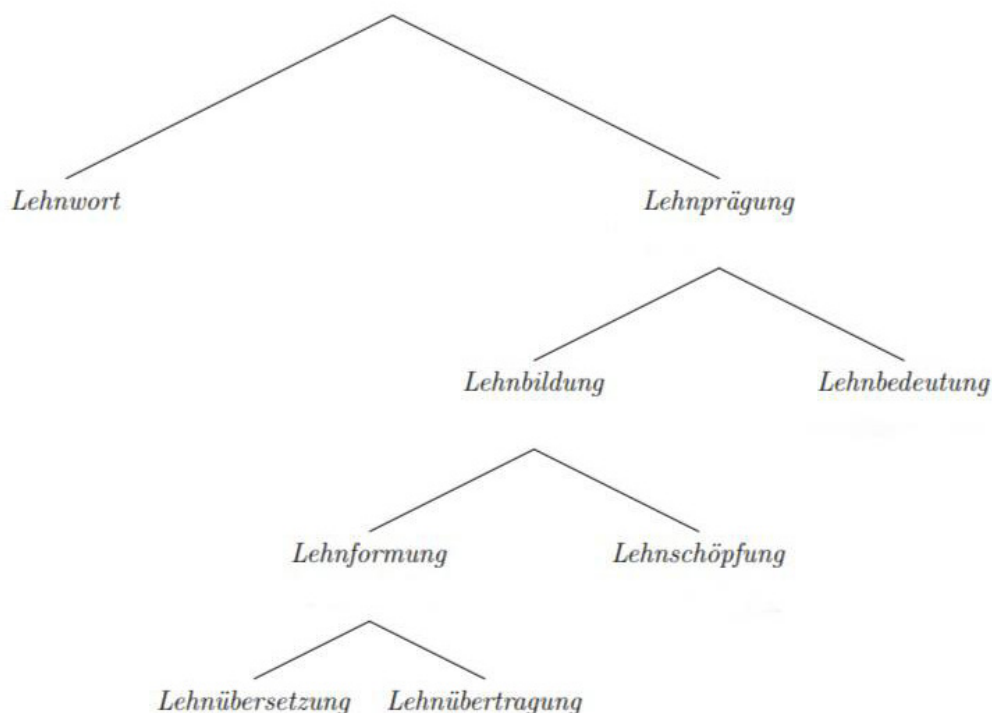 Lehnwort Lehnprägung
Lehnbildung Lehnbedeutung
Lehnformung Lehnschöpfung
Lehnübersetzung Lehnübertragung